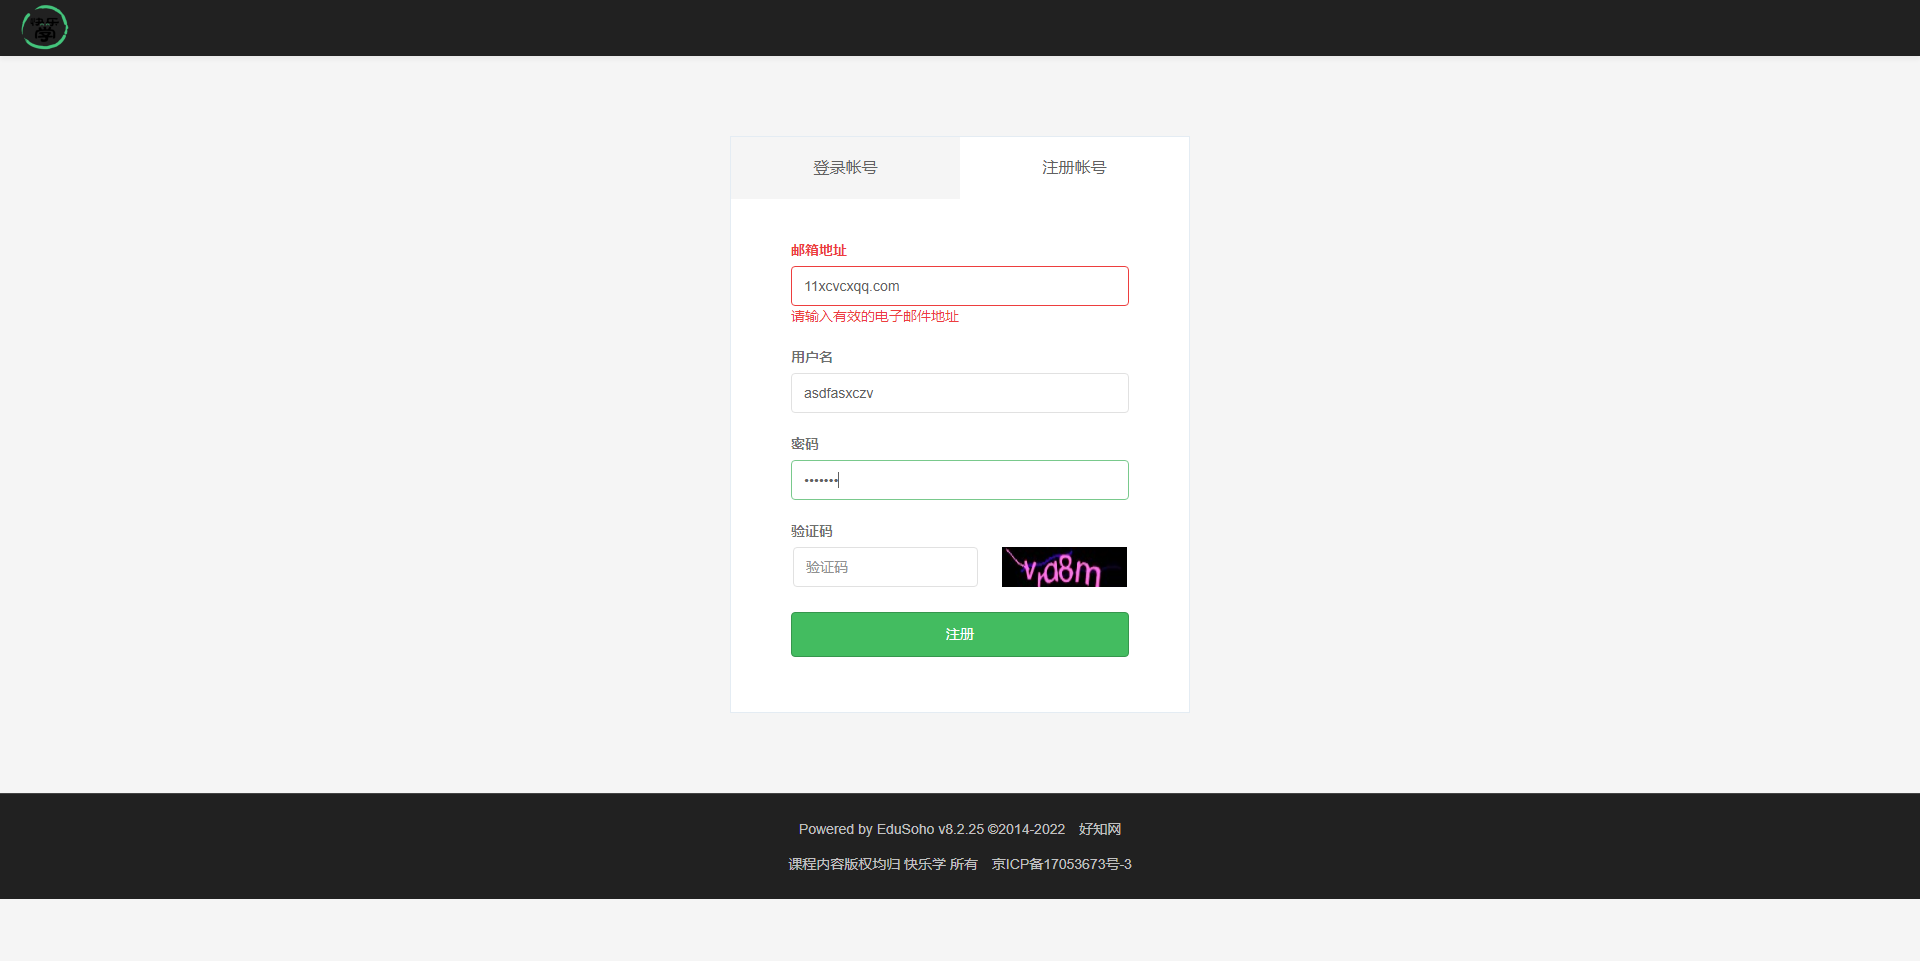 快乐
学
登录帐号 注册帐号
邮箱地址
11xcvcxqq.com
请输入有效的电子邮件地址
用户名
asdfasxczv
密码
•••••••
验证码
验证码 vra8m
注册
Powered by EduSoho v8.2.25 ©2014-2022 好知网
课程内容版权均归 快乐学 所有 京ICP备17053673号-3